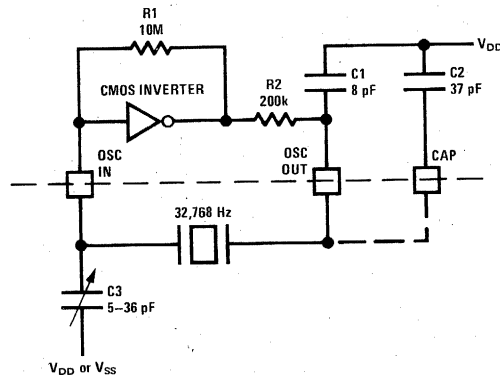 R1
10M
CMOS INVERTER
R2
200k
C1
8 pF
C2
37 pF
VDD
OSC
IN
OSC
OUT
CAP
32,768 Hz
C3
5–36 pF
VDD or VSS